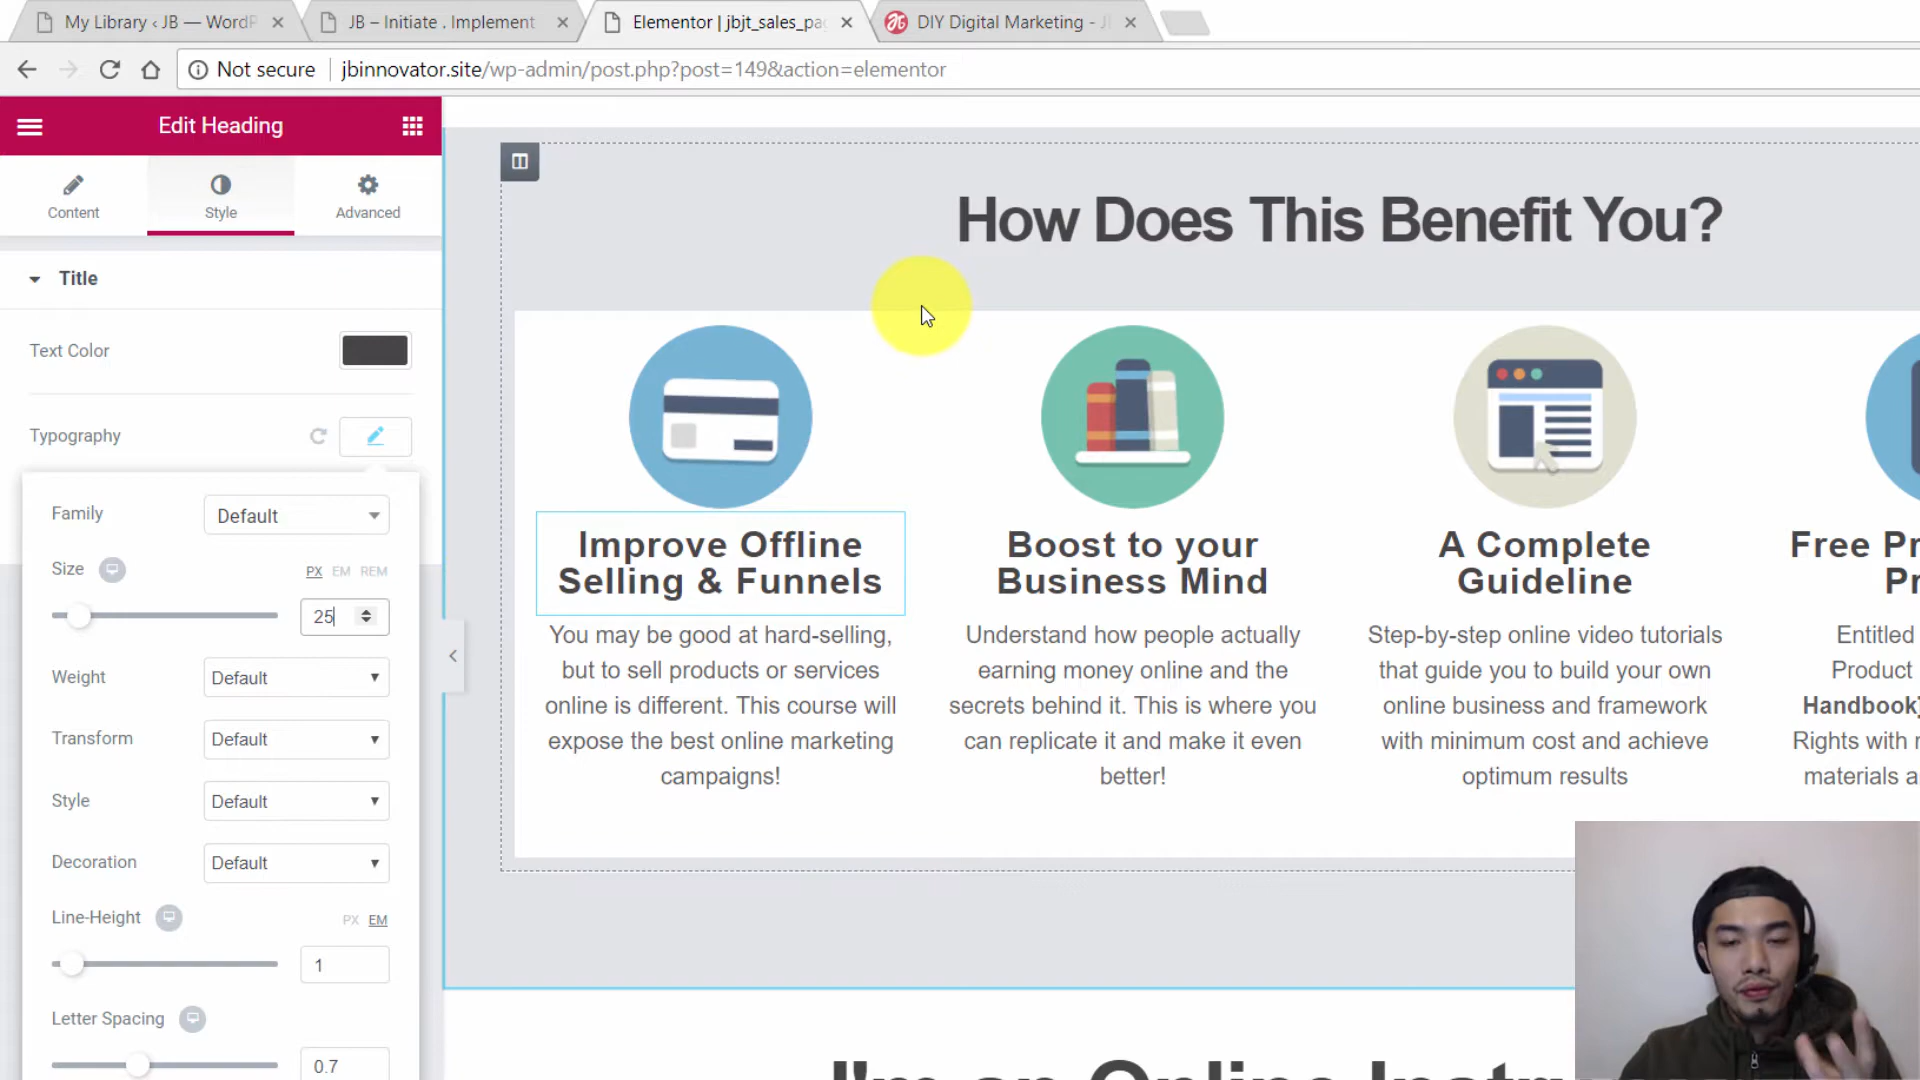 My Library ‹ JB — WordP
JB – Initiate . Implement
Elementor | jbjt_sales_pag
DIY Digital Marketing - J
Not secure
jbinnovator.site/wp-admin/post.php?post=149&action=elementor
Edit Heading
Content
Style
Advanced
Title
Text Color
Typography
Family
Default
Size
PX EM REM
25
Weight
Default
Transform
Default
Style
Default
Decoration
Default
Line-Height
PX EM
1
Letter Spacing
0.7
How Does This Benefit You?
Improve Offline
Selling & Funnels
You may be good at hard-selling,
but to sell products or services
online is different. This course will
expose the best online marketing
campaigns!
Boost to your
Business Mind
Understand how people actually
earning money online and the
secrets behind it. This is where you
can replicate it and make it even
better!
A Complete
Guideline
Step-by-step online video tutorials
that guide you to build your own
online business and framework
with minimum cost and achieve
optimum results
Free Pr
Pr
Entitled
Product
Handbook]
Rights with
materials a
I'm an Online Instru